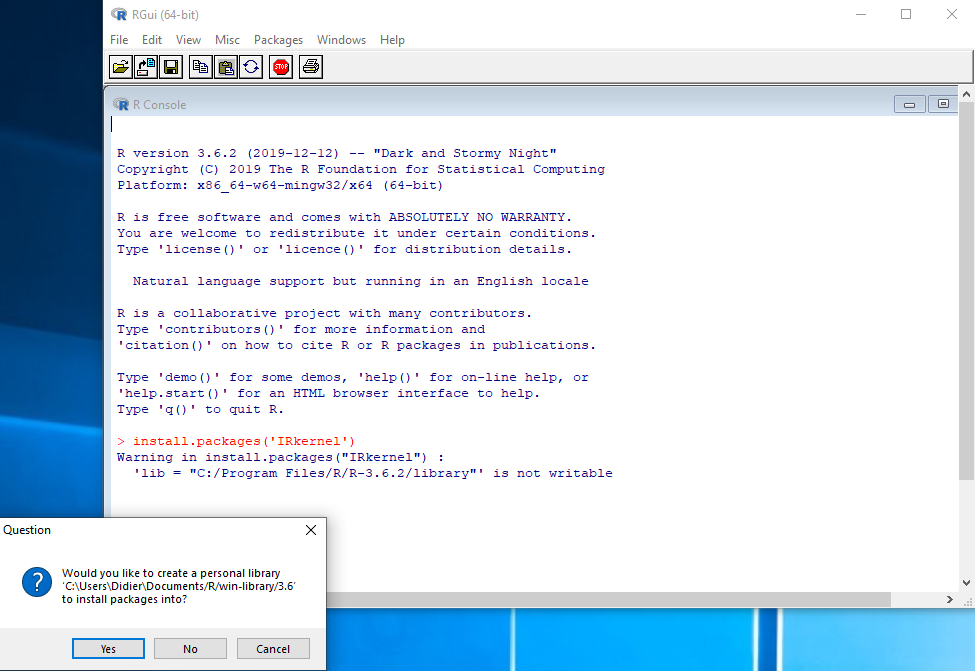 RGui (64-bit)
File Edit View Misc Packages Windows Help
STOP
R Console
R version 3.6.2 (2019-12-12) -- "Dark and Stormy Night"
Copyright (C) 2019 The R Foundation for Statistical Computing
Platform: x86_64-w64-mingw32/x64 (64-bit)
R is free software and comes with ABSOLUTELY NO WARRANTY.
You are welcome to redistribute it under certain conditions.
Type 'license()' or 'licence()' for distribution details.
Natural language support but running in an English locale
R is a collaborative project with many contributors.
Type 'contributors()' for more information and
'citation()' on how to cite R or R packages in publications.
Type 'demo()' for some demos, 'help()' for on-line help, or
'help.start()' for an HTML browser interface to help.
Type 'q()' to quit R.
> install.packages('IRkernel')
Warning in install.packages("IRkernel") :
'lib = "C:/Program Files/R/R-3.6.2/library"' is not writable
Question
Would you like to create a personal library
‘C:\Users\Didier\Documents/R/win-library/3.6’
to install packages into?
Yes No Cancel